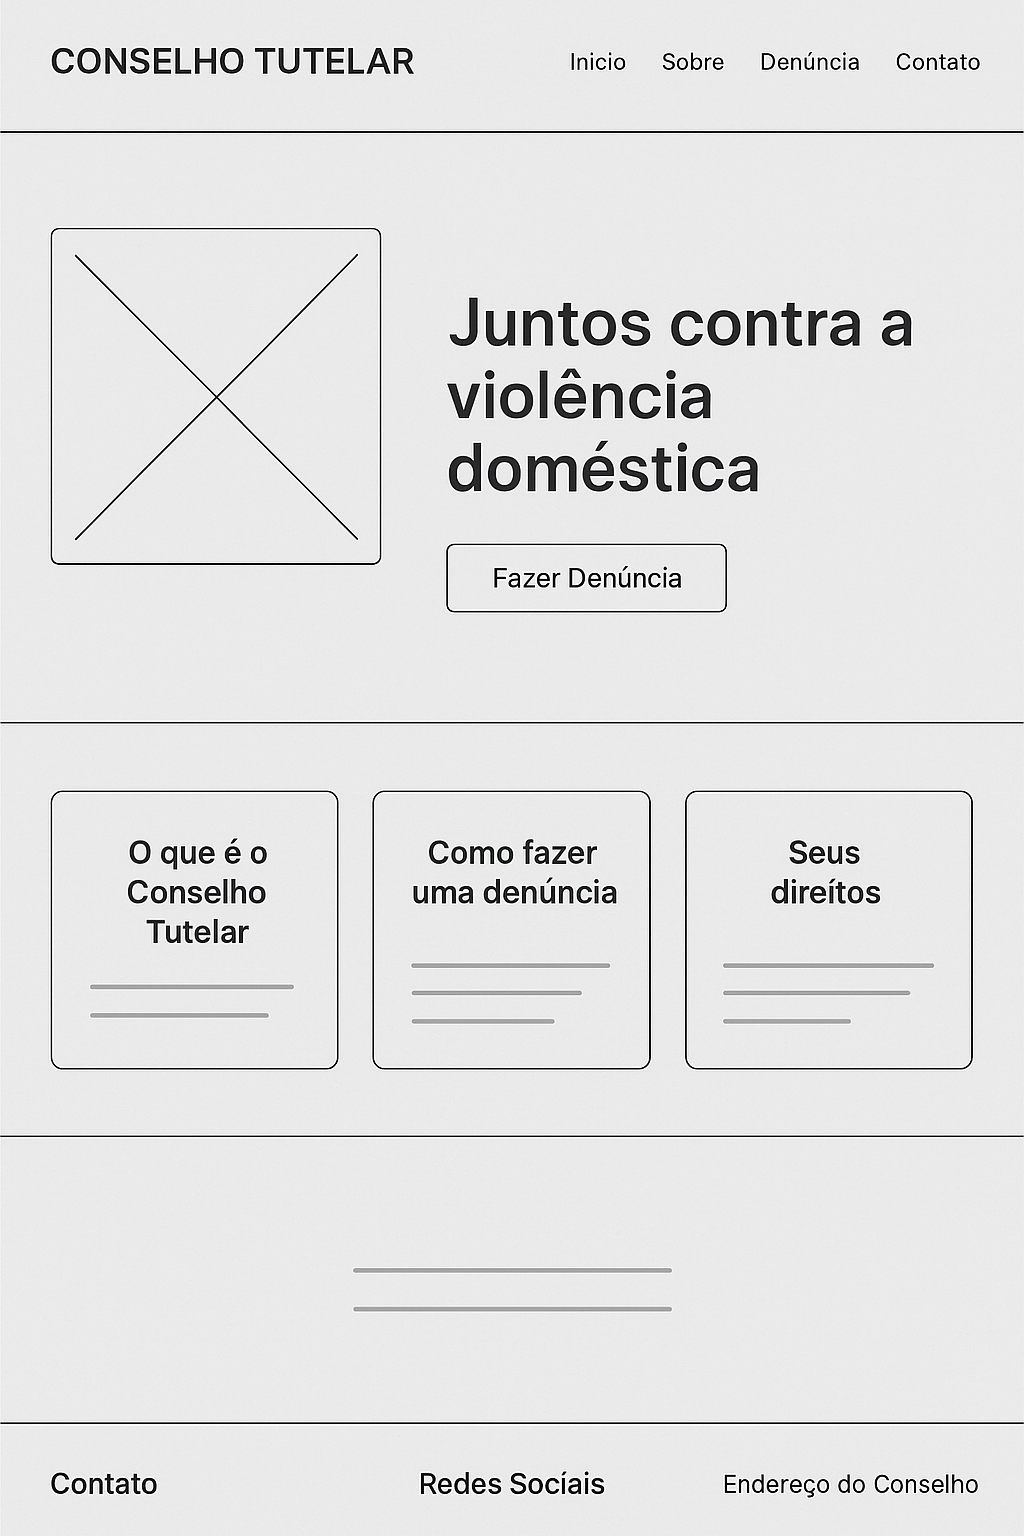 CONSELHO TUTELAR
Inicio Sobre Denúncia Contato
Juntos contra a
violência
doméstica
Fazer Denúncia
O que é o
Conselho
Tutelar
Como fazer
uma denúncia
Seus
direítos
Contato
Redes Socíais
Endereço do Conselho